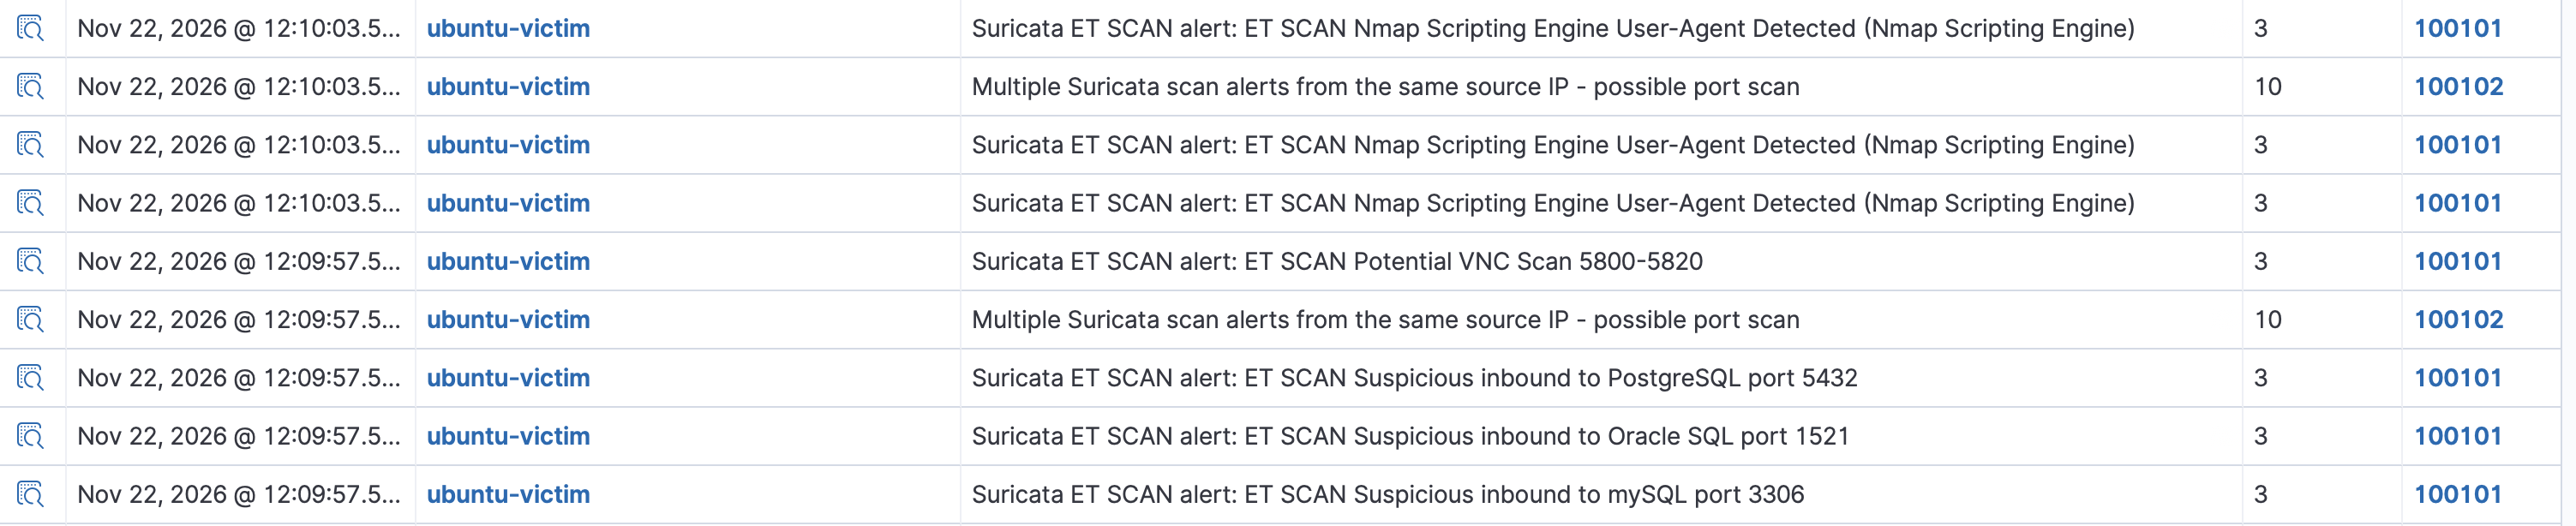 Nov 22, 2026 @ 12:10:03.5... ubuntu-victim Suricata ET SCAN alert: ET SCAN Nmap Scripting Engine User-Agent Detected (Nmap Scripting Engine) 3 100101
Nov 22, 2026 @ 12:10:03.5... ubuntu-victim Multiple Suricata scan alerts from the same source IP - possible port scan 10 100102
Nov 22, 2026 @ 12:10:03.5... ubuntu-victim Suricata ET SCAN alert: ET SCAN Nmap Scripting Engine User-Agent Detected (Nmap Scripting Engine) 3 100101
Nov 22, 2026 @ 12:10:03.5... ubuntu-victim Suricata ET SCAN alert: ET SCAN Nmap Scripting Engine User-Agent Detected (Nmap Scripting Engine) 3 100101
Nov 22, 2026 @ 12:09:57.5... ubuntu-victim Suricata ET SCAN alert: ET SCAN Potential VNC Scan 5800-5820 3 100101
Nov 22, 2026 @ 12:09:57.5... ubuntu-victim Multiple Suricata scan alerts from the same source IP - possible port scan 10 100102
Nov 22, 2026 @ 12:09:57.5... ubuntu-victim Suricata ET SCAN alert: ET SCAN Suspicious inbound to PostgreSQL port 5432 3 100101
Nov 22, 2026 @ 12:09:57.5... ubuntu-victim Suricata ET SCAN alert: ET SCAN Suspicious inbound to Oracle SQL port 1521 3 100101
Nov 22, 2026 @ 12:09:57.5... ubuntu-victim Suricata ET SCAN alert: ET SCAN Suspicious inbound to mySQL port 3306 3 100101